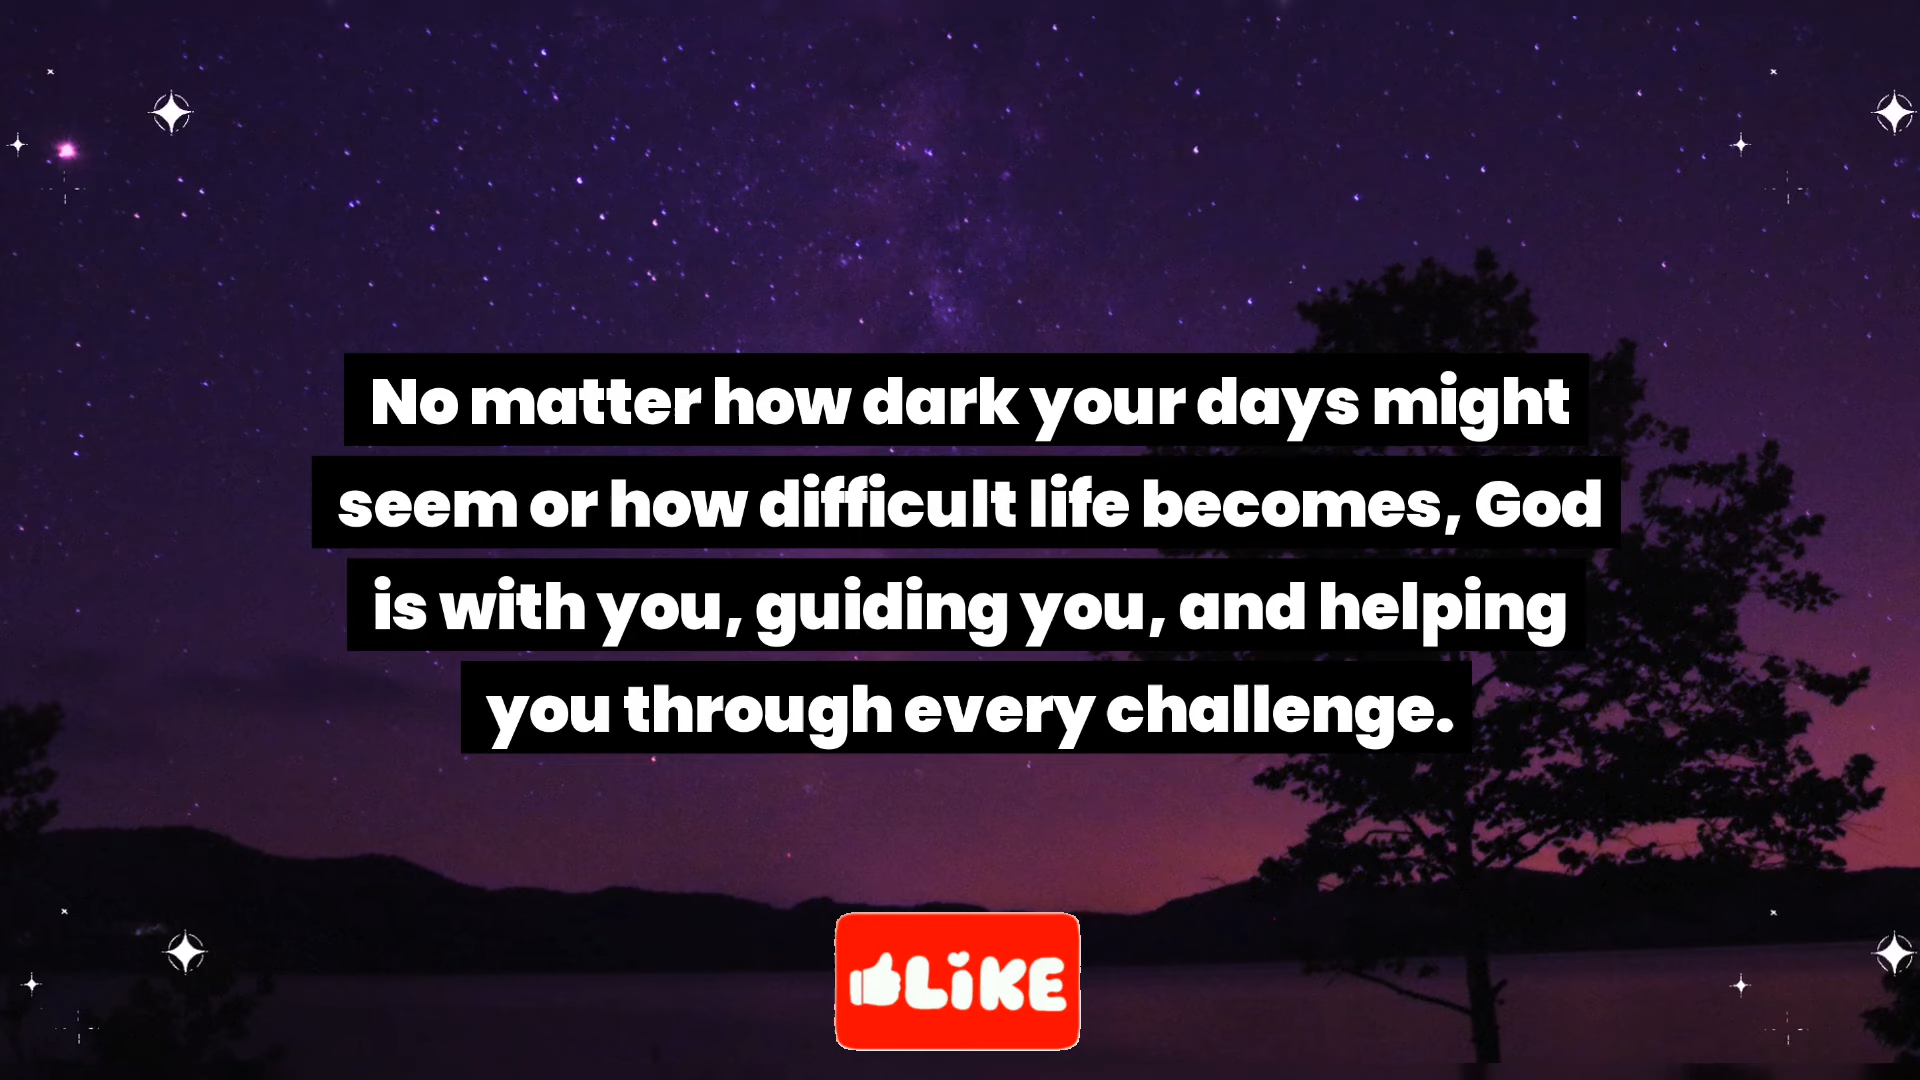 No matter how dark your days might
seem or how difficult life becomes, God
is with you, guiding you, and helping
you through every challenge.
LiKE